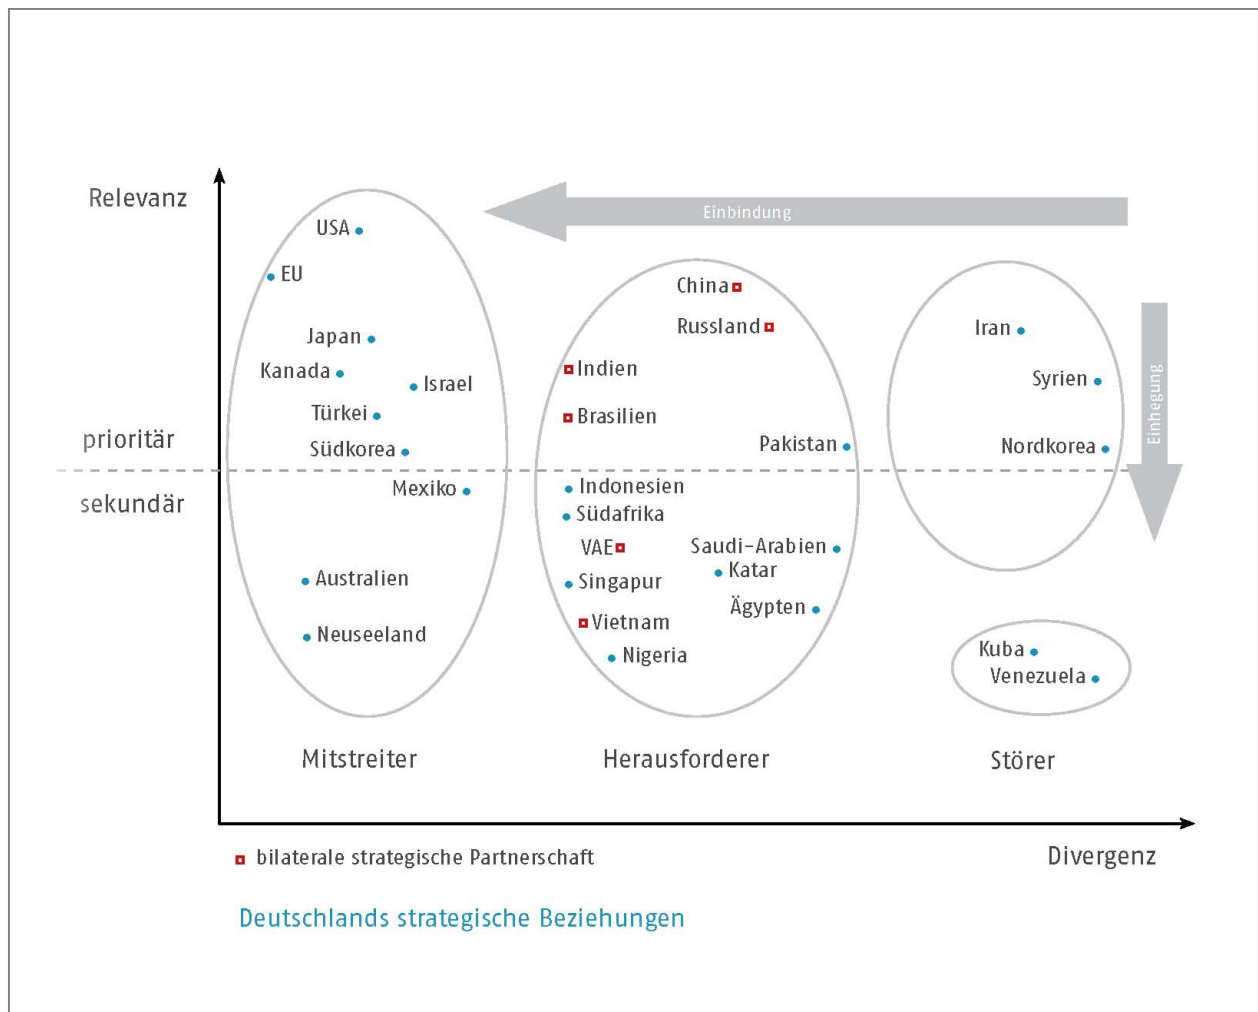 Relevanz
Einbindung
USA
EU
China
Russland
Iran
Japan
Kanada
Israel
Indien
Syrien
Türkei
Brasilien
Einhegung
Südkorea
Pakistan
Nordkorea
prioritär
sekundär
Mexiko
Indonesien
Südafrika
VAE
Saudi-Arabien
Australien
Singapur
Katar
Ägypten
Neuseeland
Vietnam
Nigeria
Kuba
Venezuela
Mitstreiter
Herausforderer
Störer
bilaterale strategische Partnerschaft
Divergenz
Deutschlands strategische Beziehungen